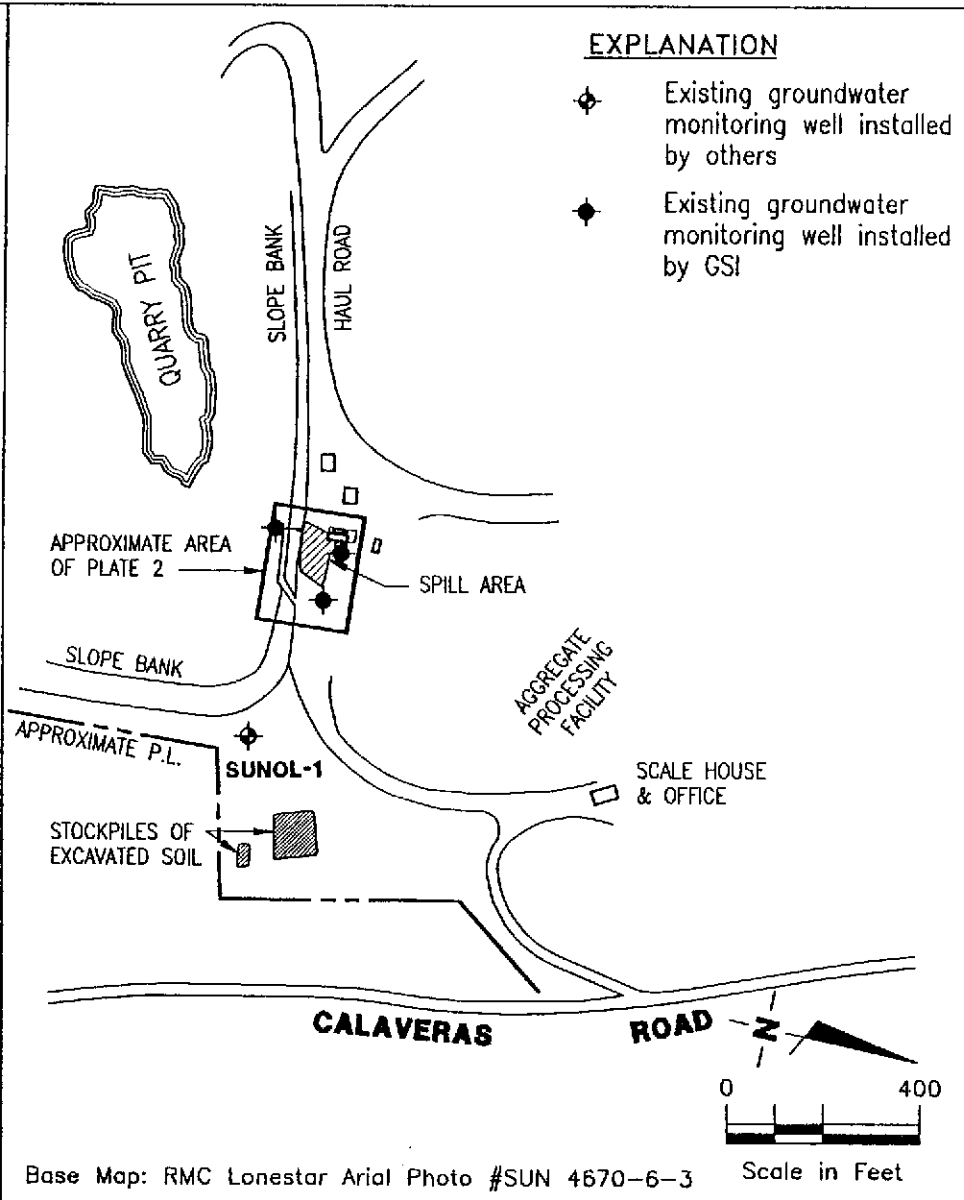 EXPLANATION
Existing groundwater
monitoring well installed
by others
Existing groundwater
monitoring well installed
by GSI
QUARRY PIT
SLOPE BANK
HAUL ROAD
APPROXIMATE AREA
OF PLATE 2
SPILL AREA
SLOPE BANK
AGGREGATE
PROCESSING
FACILITY
APPROXIMATE P.L.
SUNOL-1
SCALE HOUSE
& OFFICE
STOCKPILES OF
EXCAVATED SOIL
CALAVERAS ROAD
N
0 400
Scale in Feet
Base Map: RMC Lonestar Arial Photo #SUN 4670-6-3